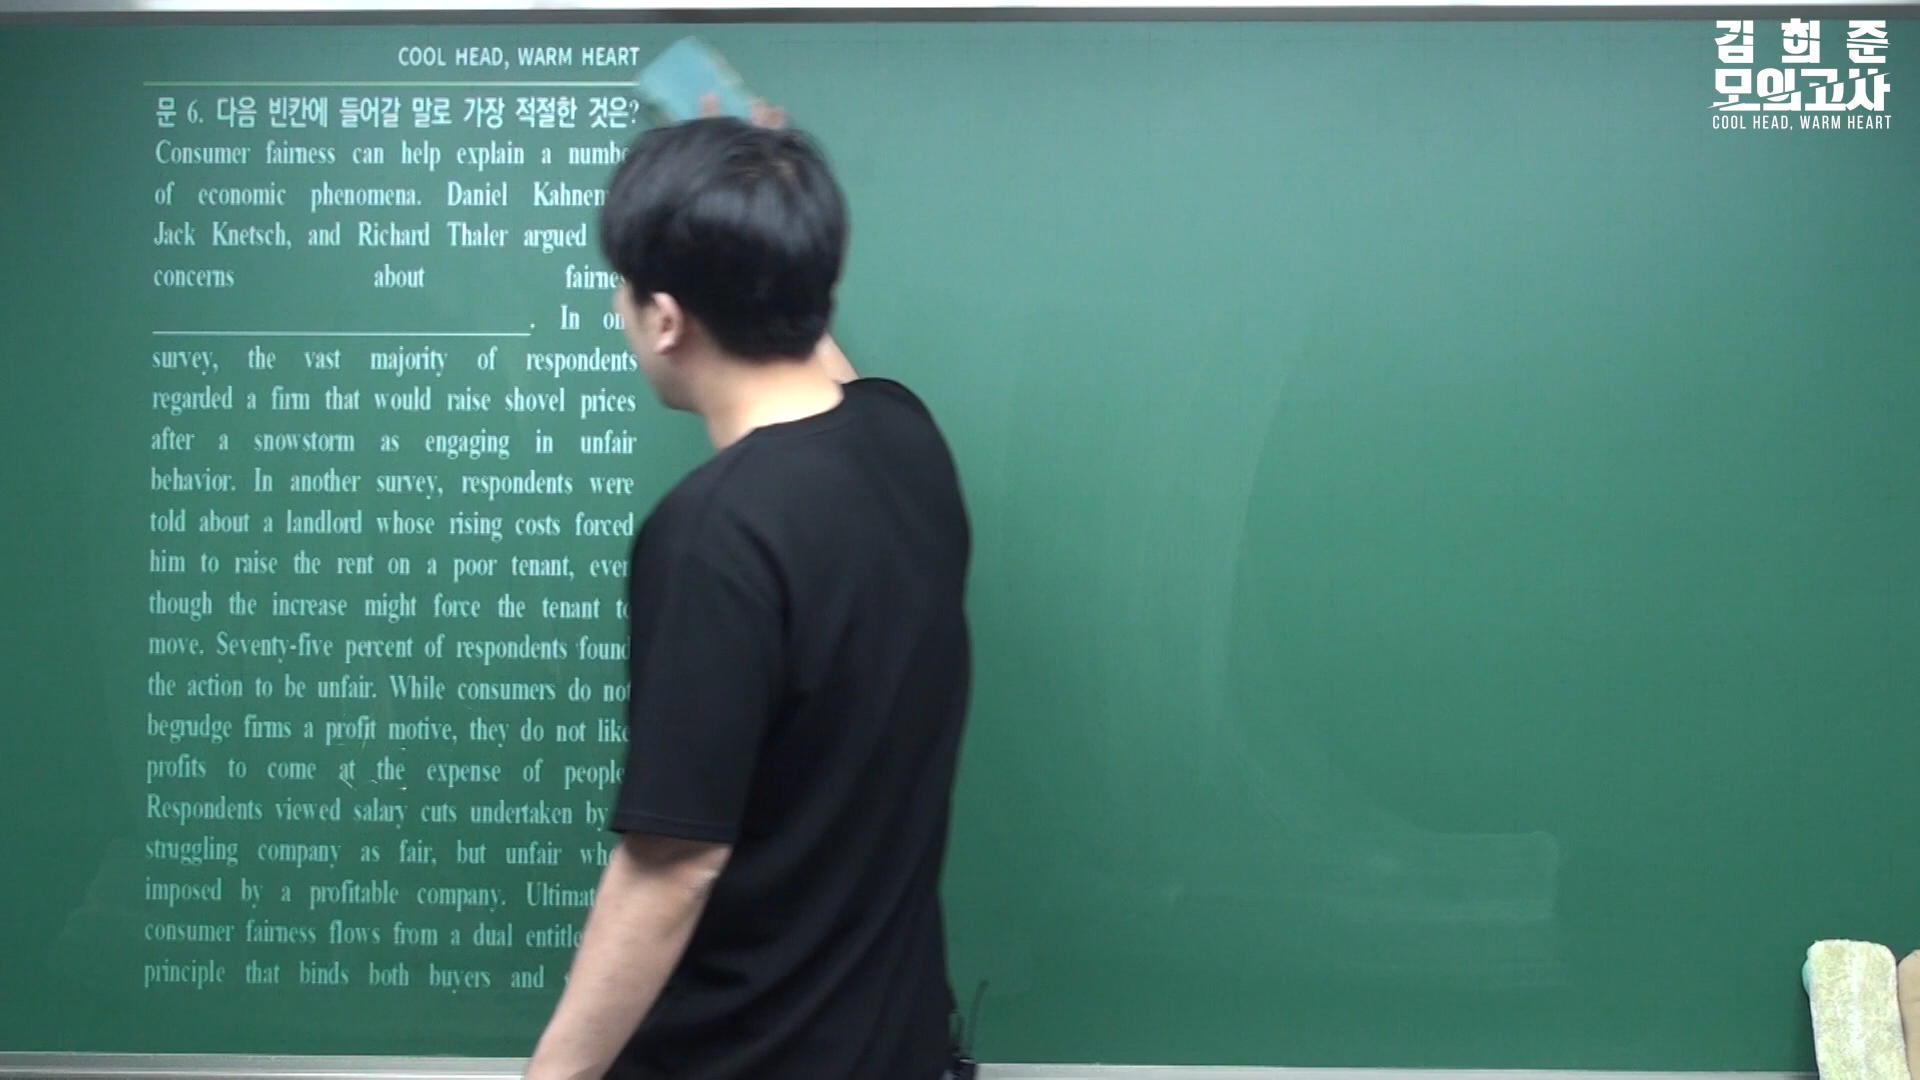 COOL HEAD, WARM HEART
문 6. 다음 빈칸에 들어갈 말로 가장 적절한 것은?
Consumer fairness can help explain a
of economic phenomena. Daniel
Jack Knetsch, and Richard Thaler argued
concerns about
. In
survey, the vast majority of respondents
regarded a firm that would raise shovel prices
after a snowstorm as engaging in unfair
behavior. In another survey, respondents were
told about a landlord whose rising costs forced
him to raise the rent on a poor tenant,
though the increase might force the tenant
move. Seventy-five percent of respondents found
the action to be unfair. While consumers do not
begrudge firms a profit motive, they do not like
profits to come at the expense of people
Respondents viewed salary cuts undertaken by
struggling company as fair, but unfair
imposed by a profitable company.
consumer fairness flows from a dual
principle that binds both buyers and
김희준
모의고사
COOL HEAD, WARM HEART